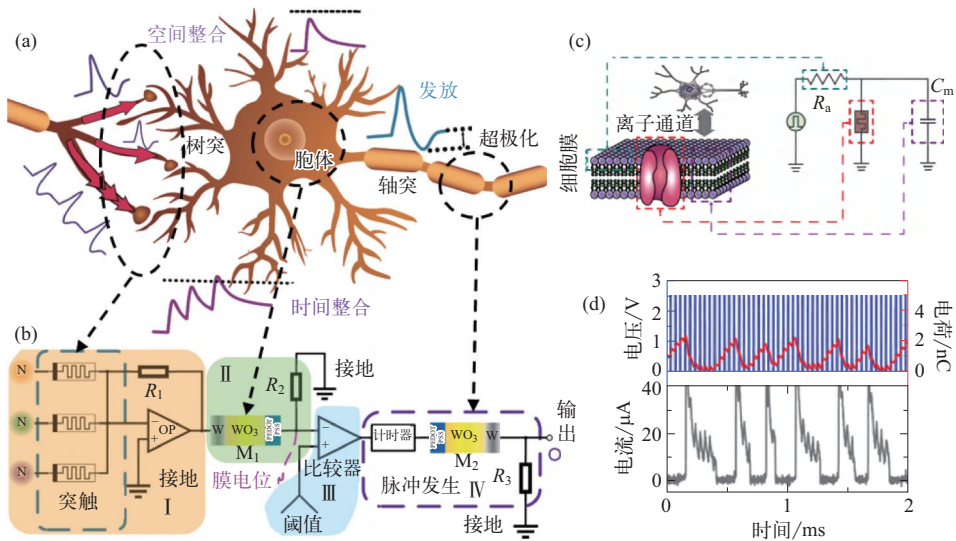 (a)
空间整合
发放
超极化
树突
胞体
轴突
时间整合
(b)
N
N
N
R₁
OP
−
+
接地
突触
Ⅰ
Ⅱ
R₂
接地
W
WO₃
PEDOT
PSS
M₁
膜电位
−
+
比较器
Ⅲ
阈值
计时器
PEDOT
PSS
WO₃
W
M₂
脉冲发生 Ⅳ
输出
R₃
接地
(c)
Rₐ
Cₘ
离子通道
细胞膜
(d)
电压/V
3
2
1
0
电荷/nC
4
2
0
电流/μA
40
20
0
0
1
2
时间/ms